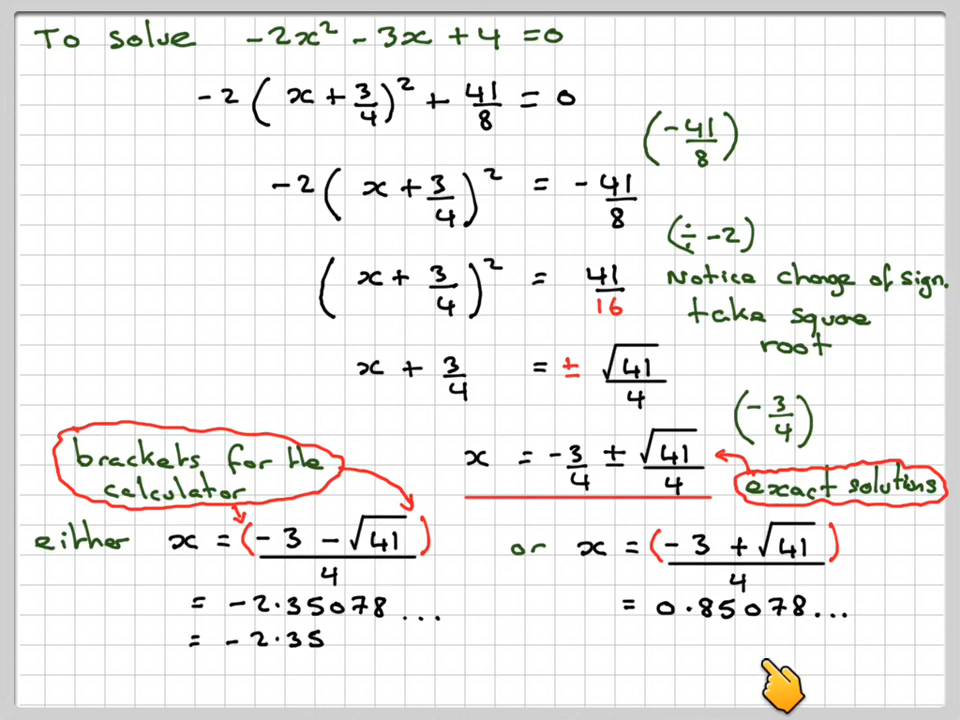 To solve -2x² - 3x + 4 = 0
-2(x + 3/4)² + 41/8 = 0
(-41/8)
-2(x + 3/4)² = -41/8
(÷ -2)
(x + 3/4)² = 41/16
Notice change of sign.
take square
root
x + 3/4 = ± √41/4
(-3/4)
x = -3/4 ± √41/4
exact solutions
brackets for the
calculator
either x = (-3 - √41)/4
or x = (-3 + √41)/4
= -2.35078...
= 0.85078...
= -2.35